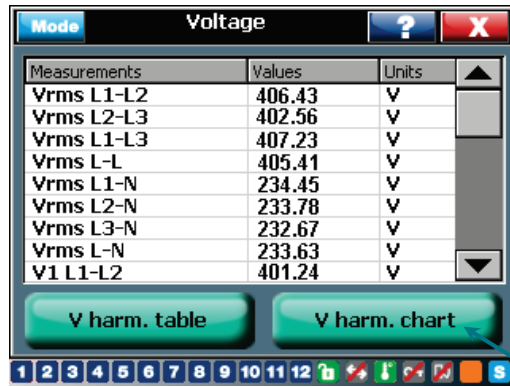 Mode Voltage ? X
Measurements Values Units
Vrms L1-L2 406.43 V
Vrms L2-L3 402.56 V
Vrms L1-L3 407.23 V
Vrms L-L 405.41 V
Vrms L1-N 234.45 V
Vrms L2-N 233.78 V
Vrms L3-N 232.67 V
Vrms L-N 233.63 V
V1 L1-L2 401.24 V
V harm. table V harm. chart
1 2 3 4 5 6 7 8 9 10 11 12 S